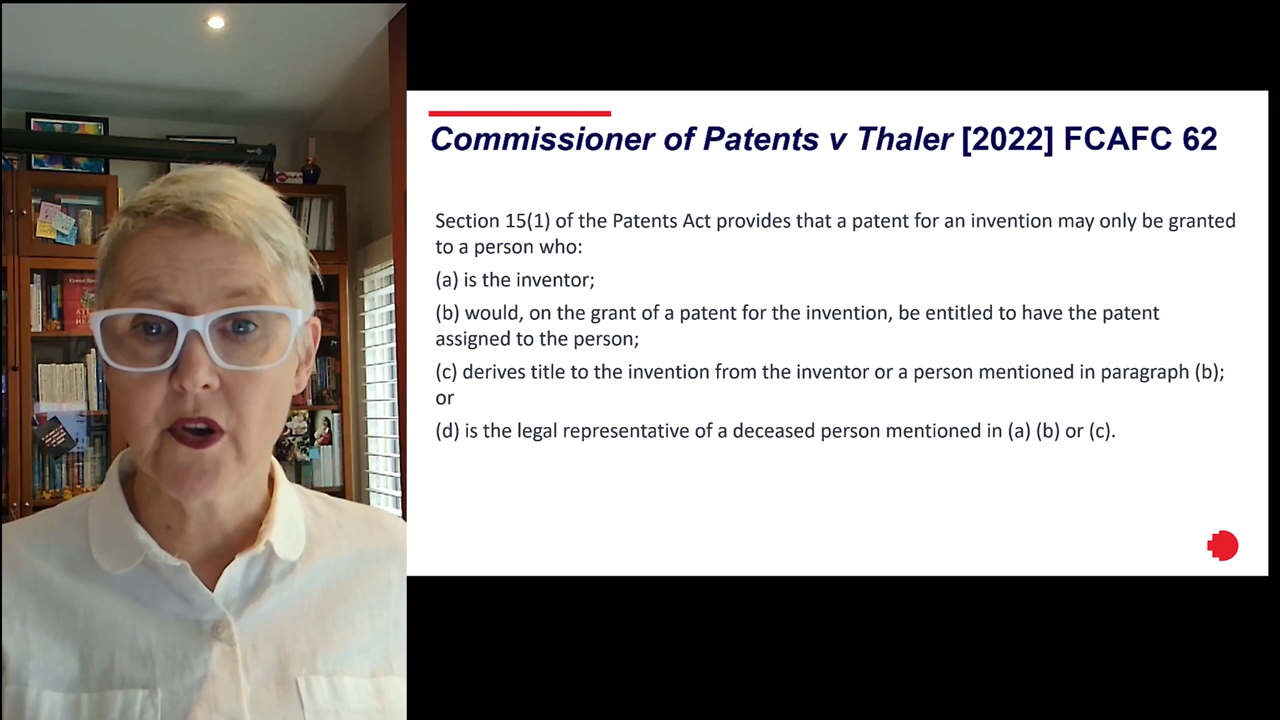 Commissioner of Patents v Thaler [2022] FCAFC 62
Section 15(1) of the Patents Act provides that a patent for an invention may only be granted
to a person who:
(a) is the inventor;
(b) would, on the grant of a patent for the invention, be entitled to have the patent
assigned to the person;
(c) derives title to the invention from the inventor or a person mentioned in paragraph (b);
or
(d) is the legal representative of a deceased person mentioned in (a) (b) or (c).